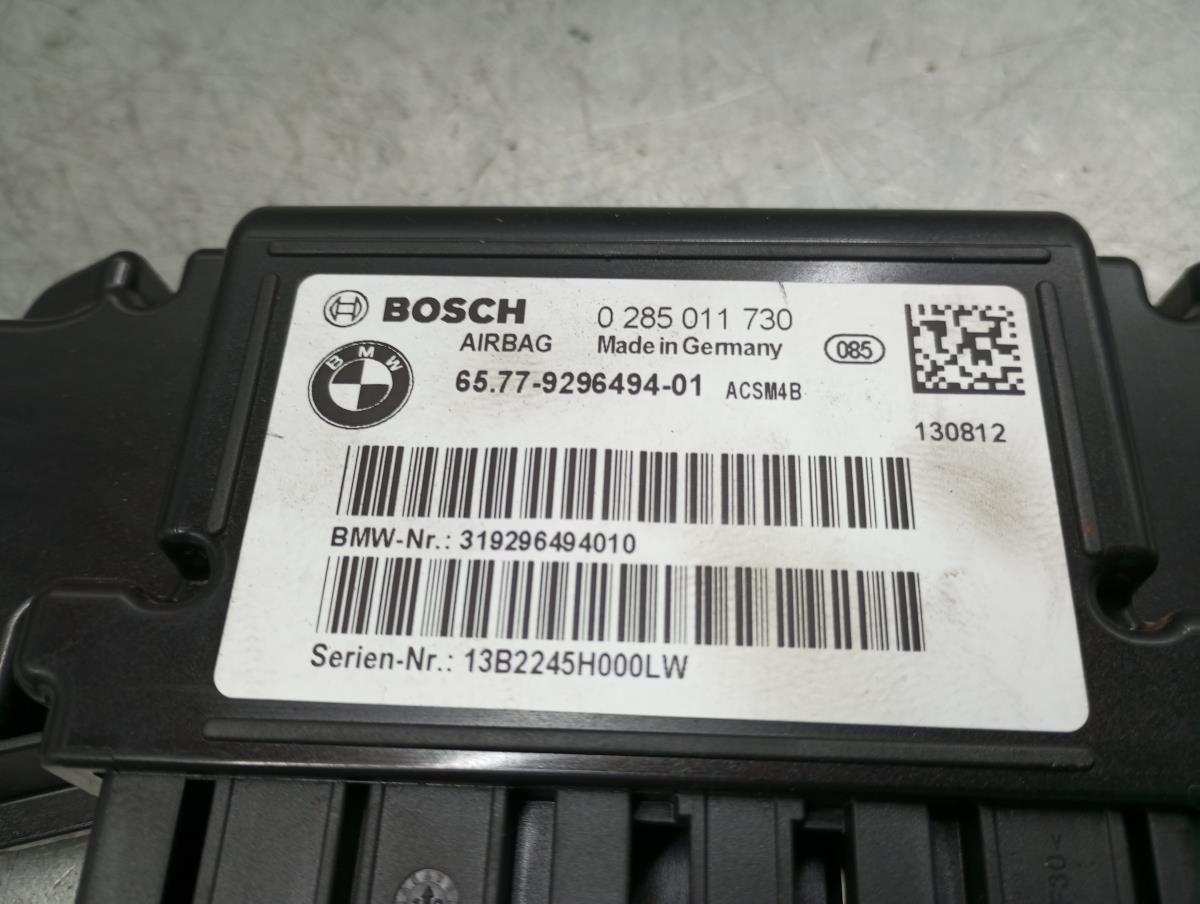 BOSCH 0 285 011 730
AIRBAG Made in Germany 085
BMW
65.77-9296494-01 ACSM4B
130812
BMW-Nr.: 319296494010
Serien-Nr.: 13B2245H000LW